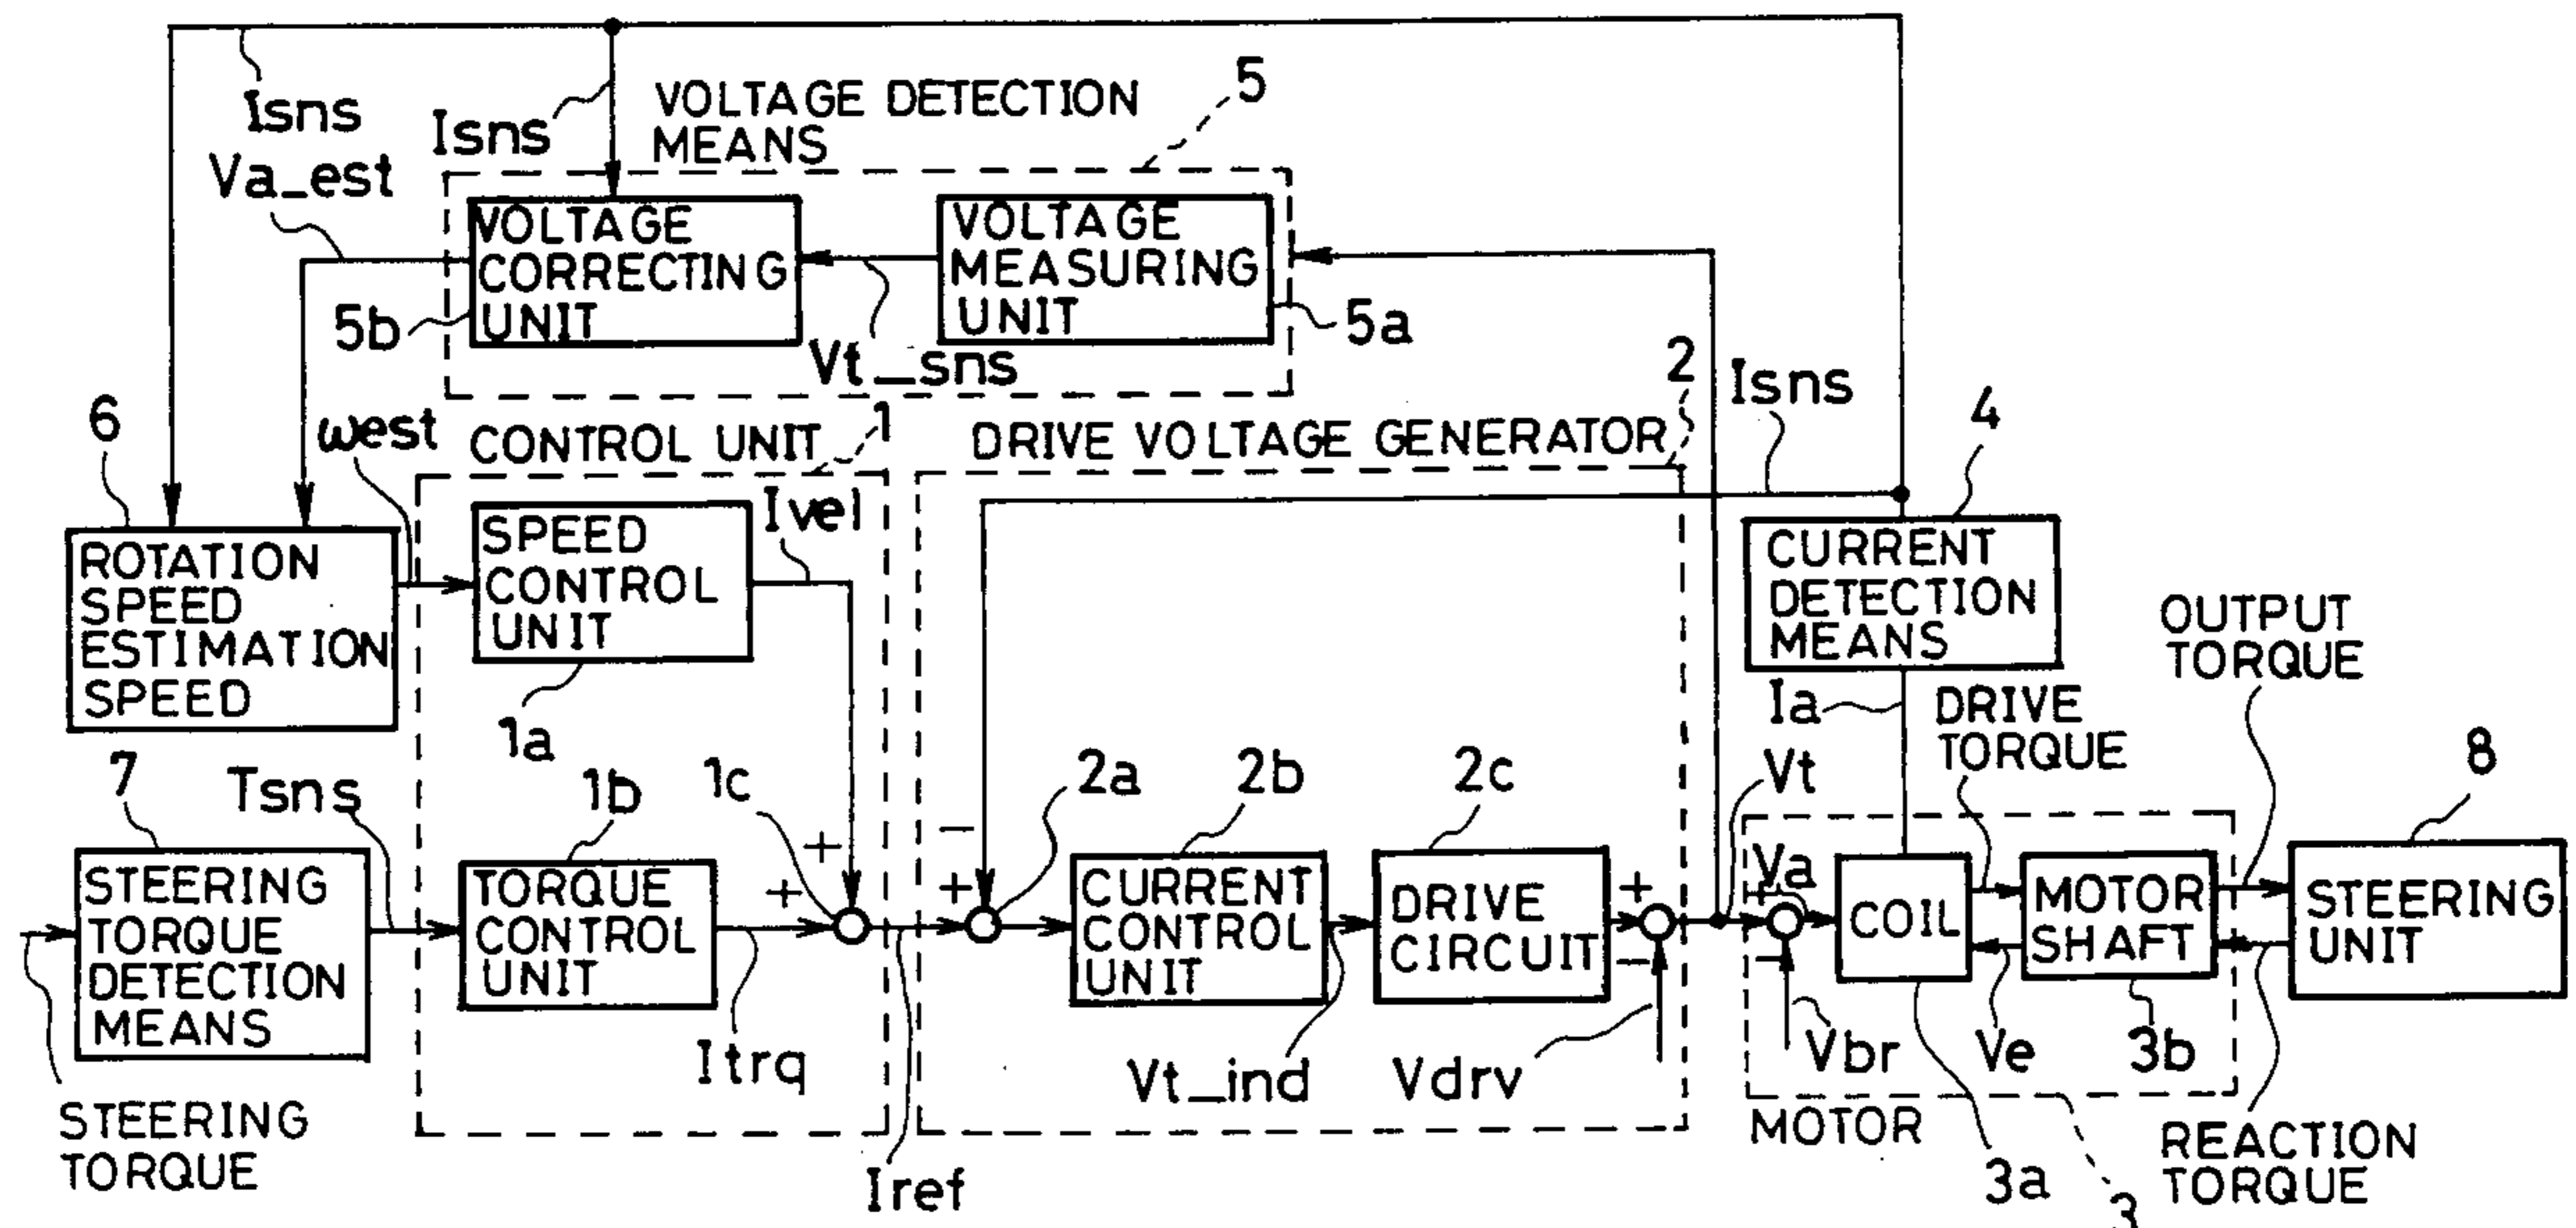 Isns
Va_est
Isns
VOLTAGE DETECTION
MEANS
5
VOLTAGE
CORRECTING
UNIT
5b
VOLTAGE
MEASURING
UNIT
5a
Vt_sns
2
Isns
6
ωest
CONTROL UNIT
1
DRIVE VOLTAGE GENERATOR
4
ROTATION
SPEED
ESTIMATION
SPEED
SPEED
CONTROL
UNIT
Ivel
1a
CURRENT
DETECTION
MEANS
OUTPUT
TORQUE
Ia
DRIVE
TORQUE
7
Tsns
1b
1c
2a
2b
2c
Vt
8
STEERING
TORQUE
DETECTION
MEANS
TORQUE
CONTROL
UNIT
+
+
−
+
CURRENT
CONTROL
UNIT
DRIVE
CIRCUIT
+
−
Va
+
−
COIL
MOTOR
SHAFT
STEERING
UNIT
Itrq
Vt_ind
Vdrv
Vbr
Ve
3b
STEERING
TORQUE
Iref
MOTOR
3a
3
REACTION
TORQUE